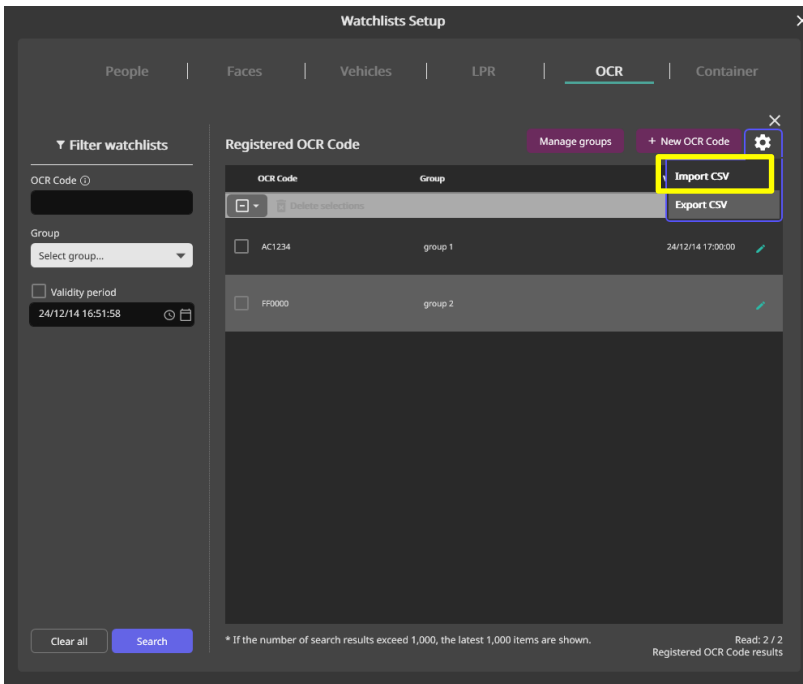 Watchlists Setup
People | Faces | Vehicles | LPR | OCR | Container
Filter watchlists
OCR Code
Group
Select group...
Validity period
24/12/14 16:51:58
Clear all
Search
Registered OCR Code
Manage groups
+ New OCR Code
OCR Code Group
Import CSV
Export CSV
Delete selections
AC1234 group 1 24/12/14 17:00:00
FF0000 group 2
* If the number of search results exceed 1,000, the latest 1,000 items are shown.
Read: 2 / 2
Registered OCR Code results